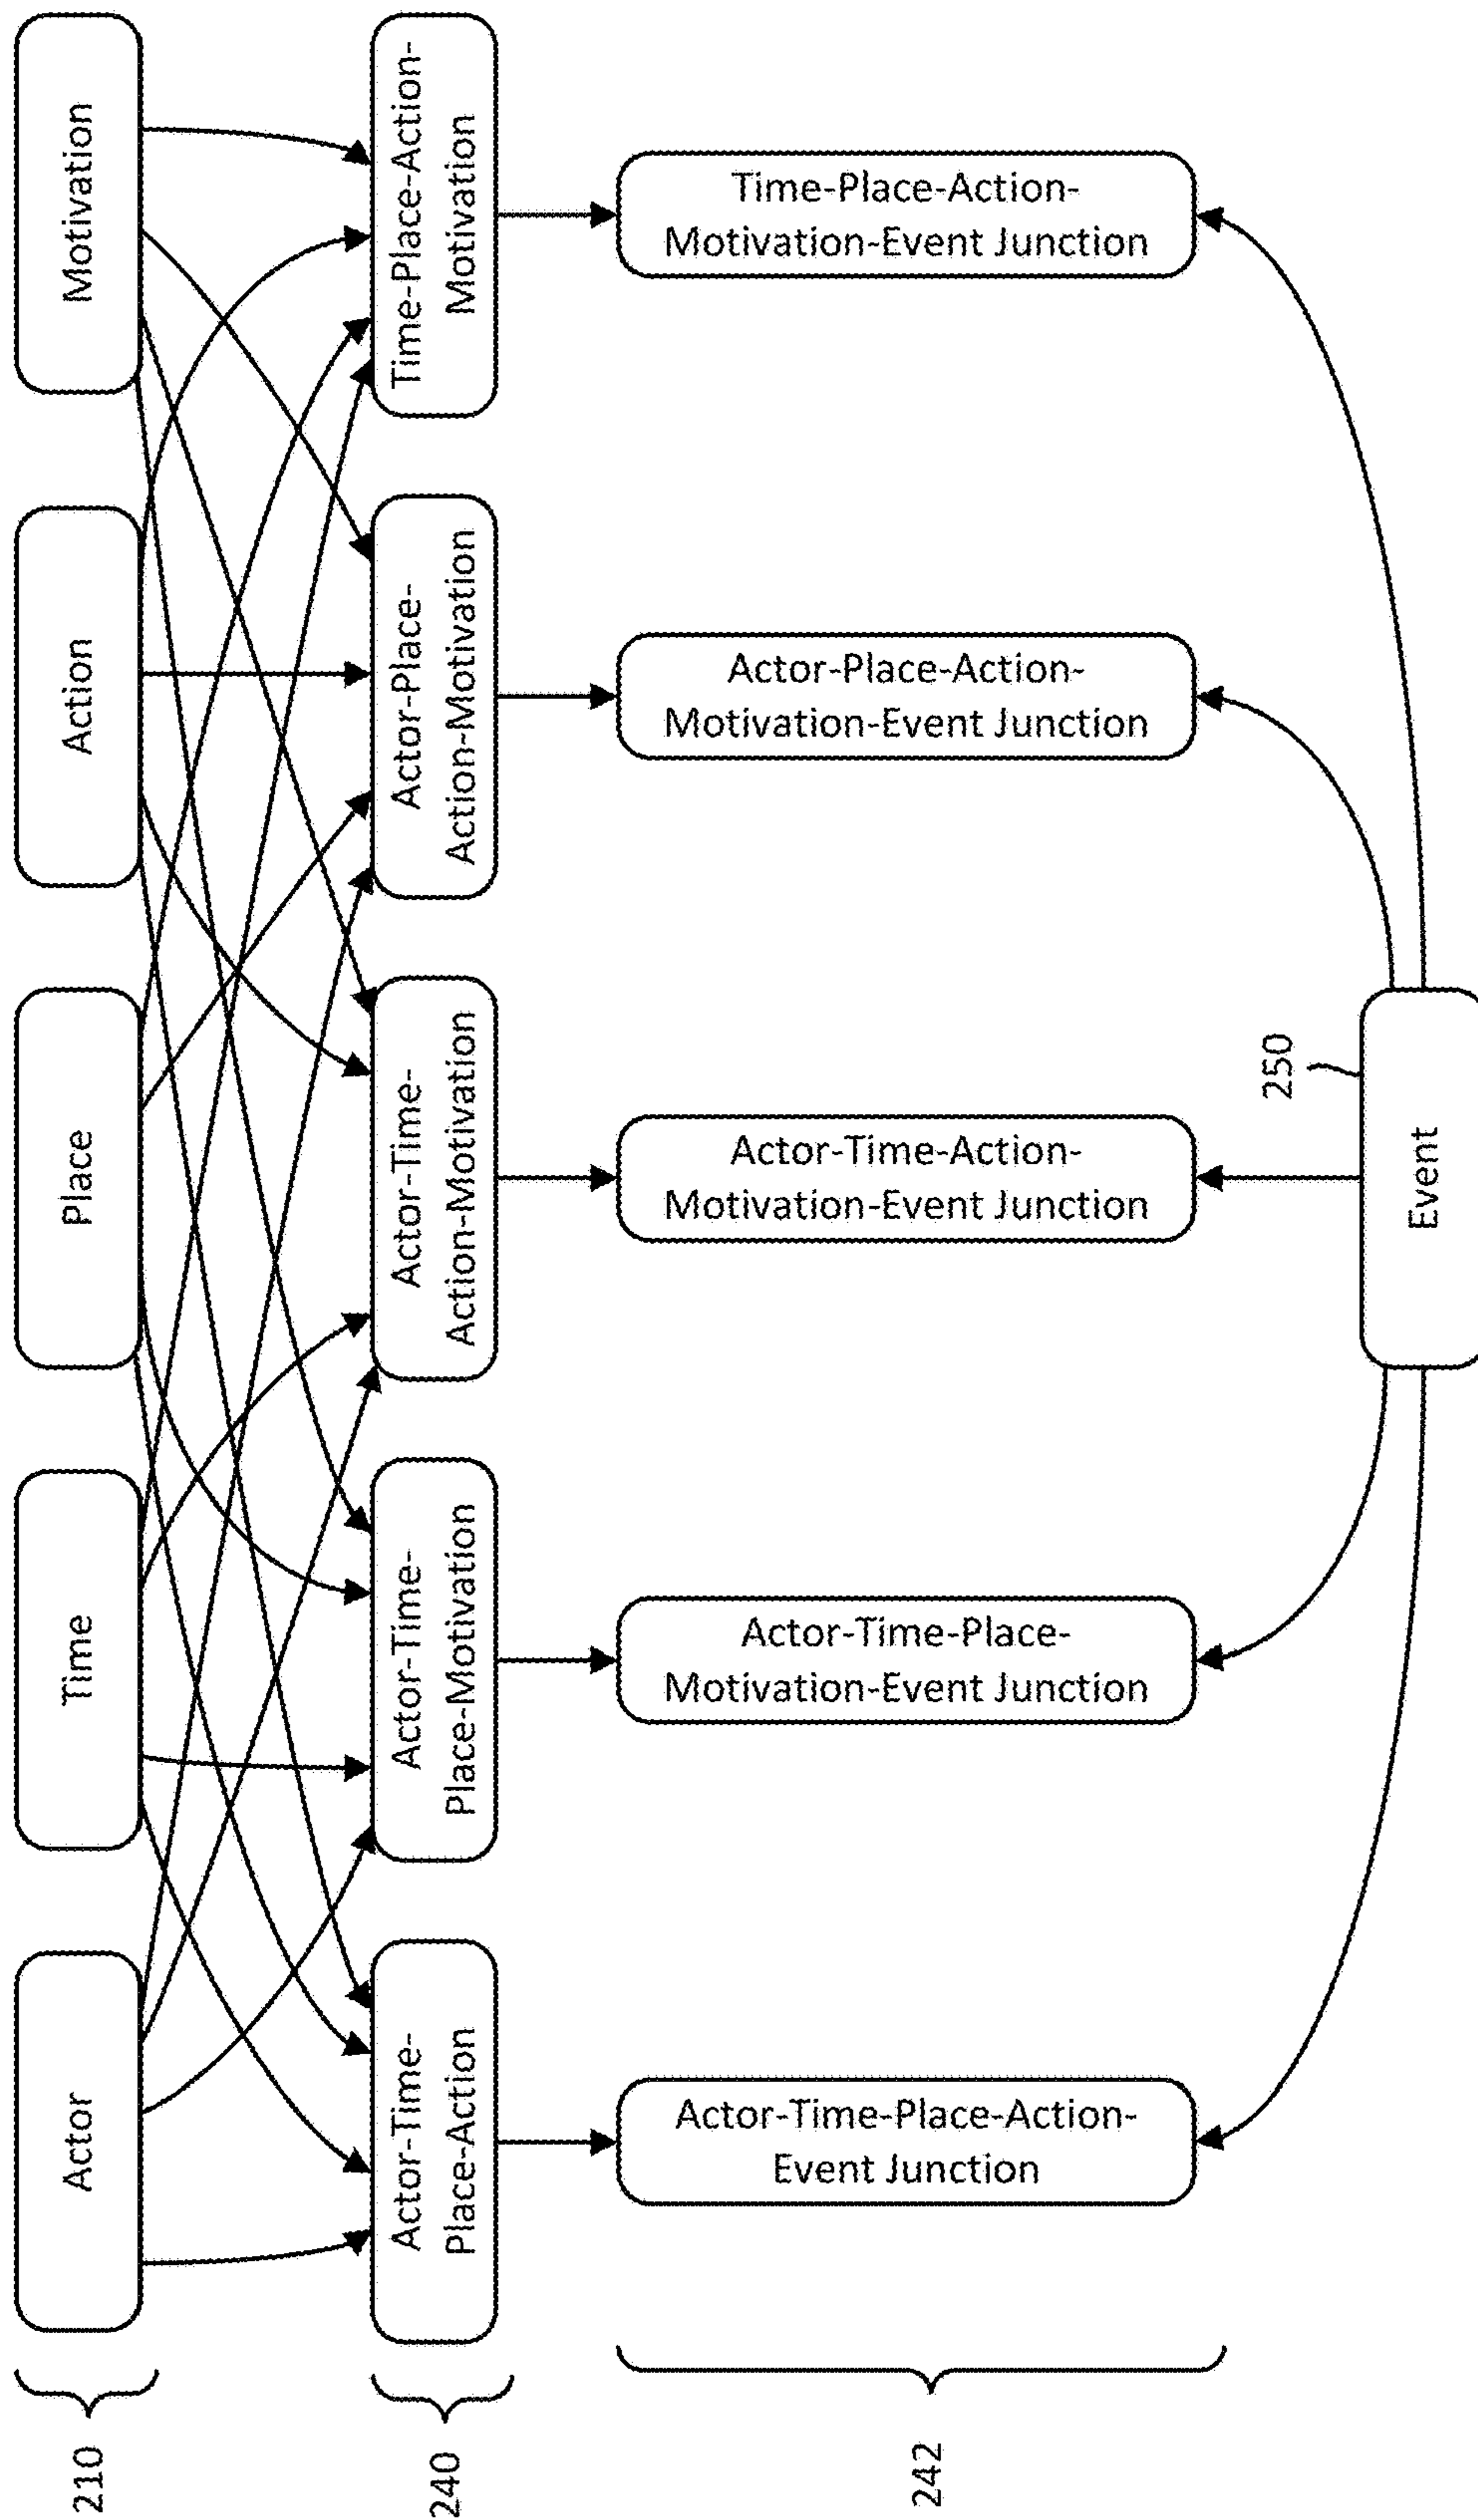 210
Actor
Time
Place
Action
Motivation
240
Actor-Time-
Place-Action
Actor-Time-
Place-Motivation
Actor-Time-
Action-Motivation
Actor-Place-
Action-Motivation
Time-Place-Action-
Motivation
242
Actor-Time-Place-Action-
Event Junction
Actor-Time-Place-
Motivation-Event Junction
Actor-Time-Action-
Motivation-Event Junction
Actor-Place-Action-
Motivation-Event Junction
Time-Place-Action-
Motivation-Event Junction
250
Event